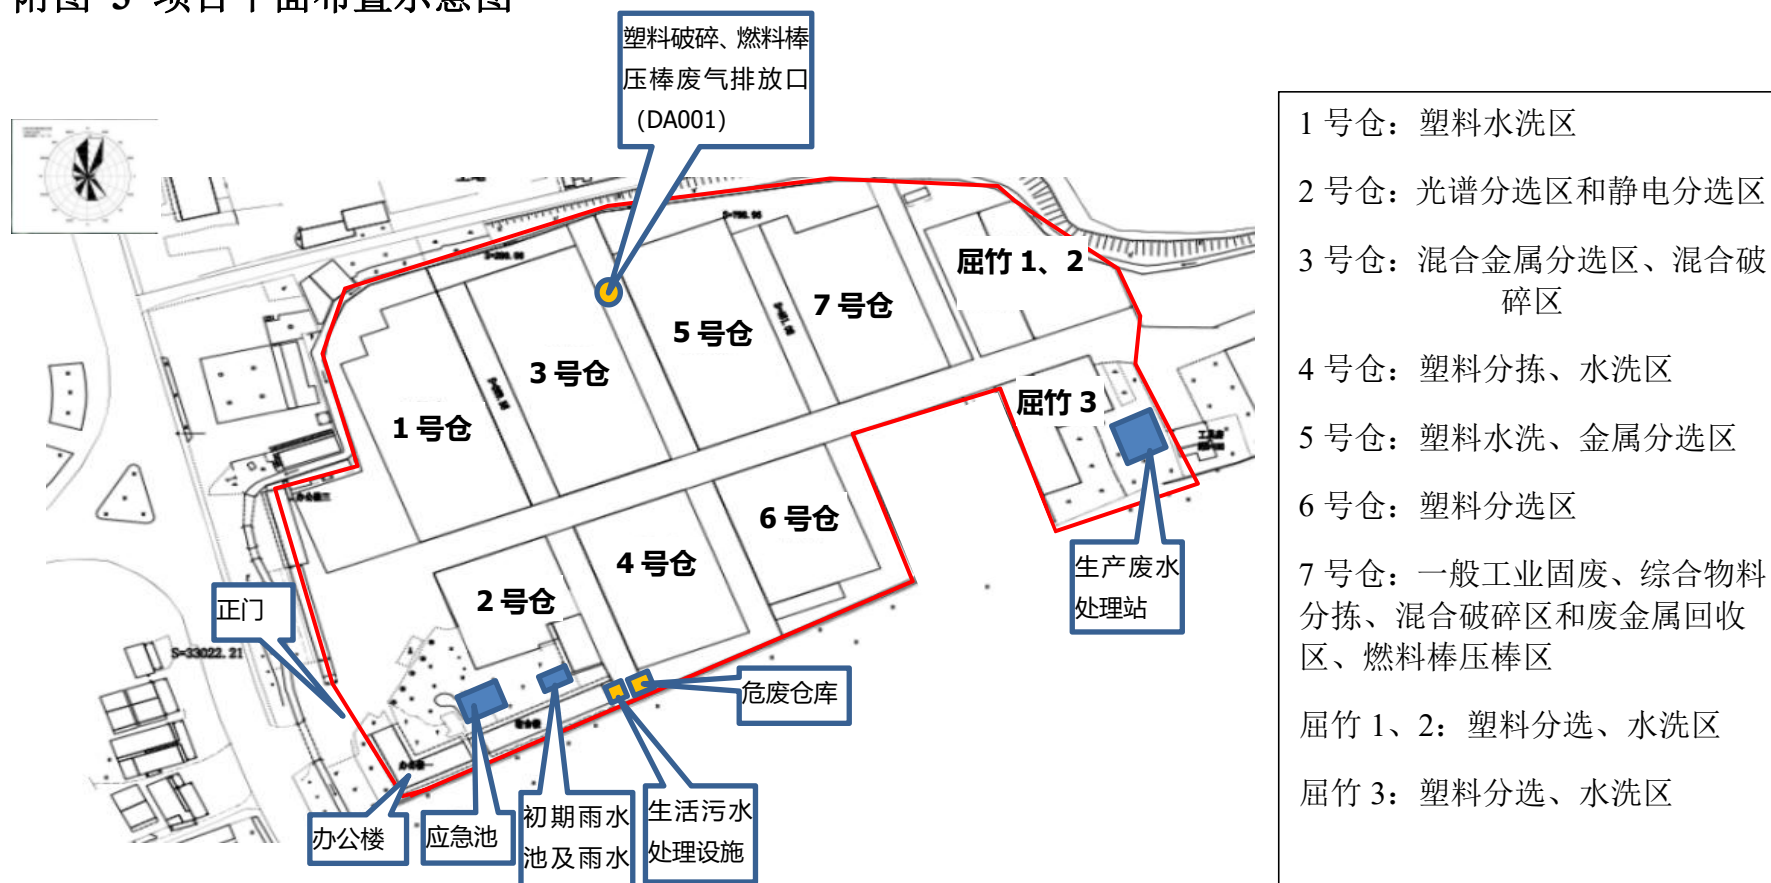 附图 3 项目平面布置示意图
塑料破碎、燃料棒
压棒废气排放口
(DA001)
1 号仓：塑料水洗区
2 号仓：光谱分选区和静电分选区
3 号仓：混合金属分选区、混合破
碎区
4 号仓：塑料分拣、水洗区
5 号仓：塑料水洗、金属分选区
6 号仓：塑料分选区
7 号仓：一般工业固废、综合物料
分拣、混合破碎区和废金属回收
区、燃料棒压棒区
屈竹 1、2：塑料分选、水洗区
屈竹 3：塑料分选、水洗区
屈竹 1、2
7 号仓
5 号仓
3 号仓
屈竹 3
1 号仓
6 号仓
4 号仓
2 号仓
生产废水
处理站
正门
S=33022.21
危废仓库
办公楼
应急池
初期雨水
池及雨水
生活污水
处理设施